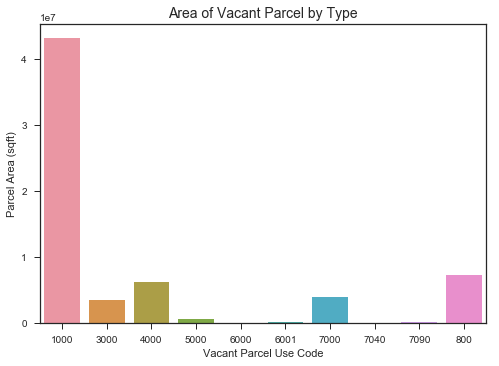 Area of Vacant Parcel by Type
1e7
4
3
2
1
0
Parcel Area (sqft)
1000 3000 4000 5000 6000 6001 7000 7040 7090 800
Vacant Parcel Use Code